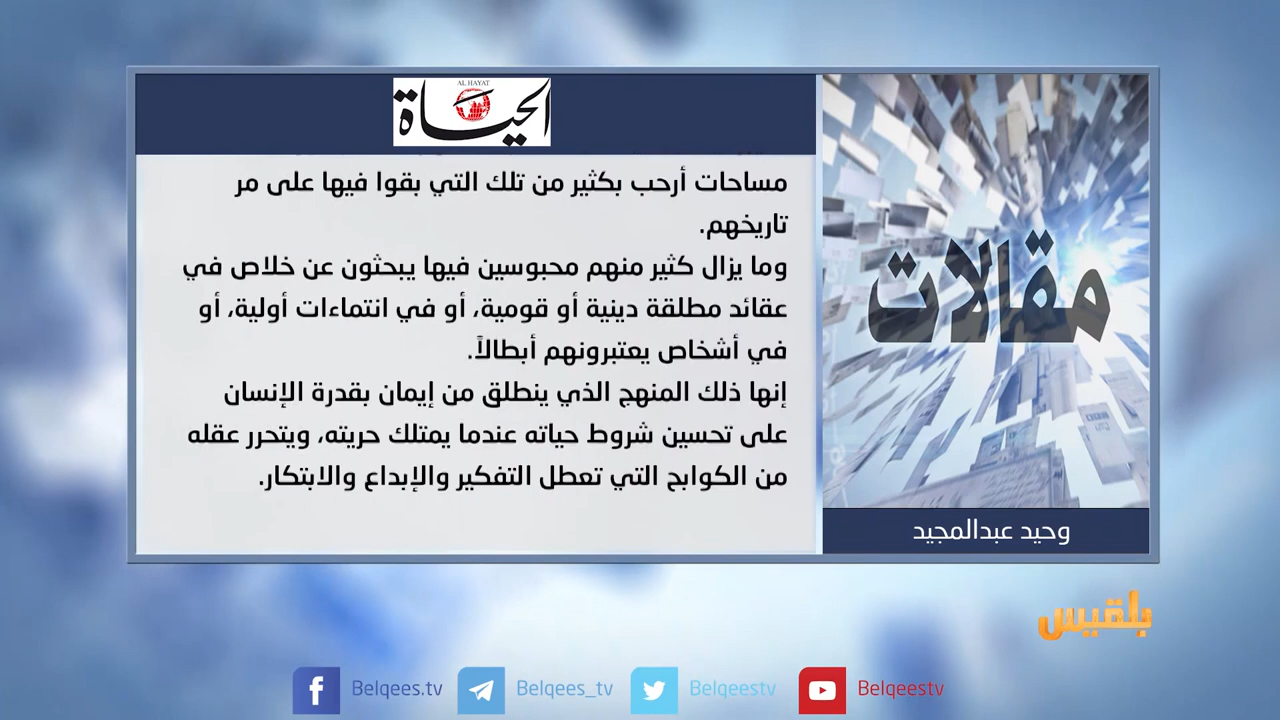 AL HAYAT
الحياة
مساحات أرحب بكثير من تلك التي بقوا فيها على مر
تاريخهم.
وما يزال كثير منهم محبوسين فيها يبحثون عن خلاص في
عقائد مطلقة دينية أو قومية، أو في انتماءات أولية، أو
في أشخاص يعتبرونهم أبطالاً.
إنها ذلك المنهج الذي ينطلق من إيمان بقدرة الإنسان
على تحسين شروط حياته عندما يمتلك حريته، ويتحرر عقله
من الكوابح التي تعطل التفكير والإبداع والابتكار.
مقالات
وحيد عبدالمجيد
بلقيس
Belqees.tv
Belqees_tv
Belqeestv
Belqeestv